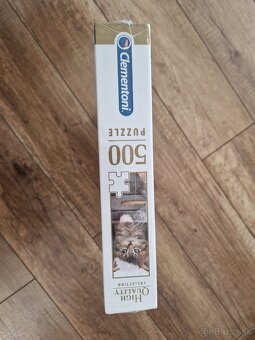 Clementoni
500
PUZZLE
HIGH
QUALITY
COLLECTION